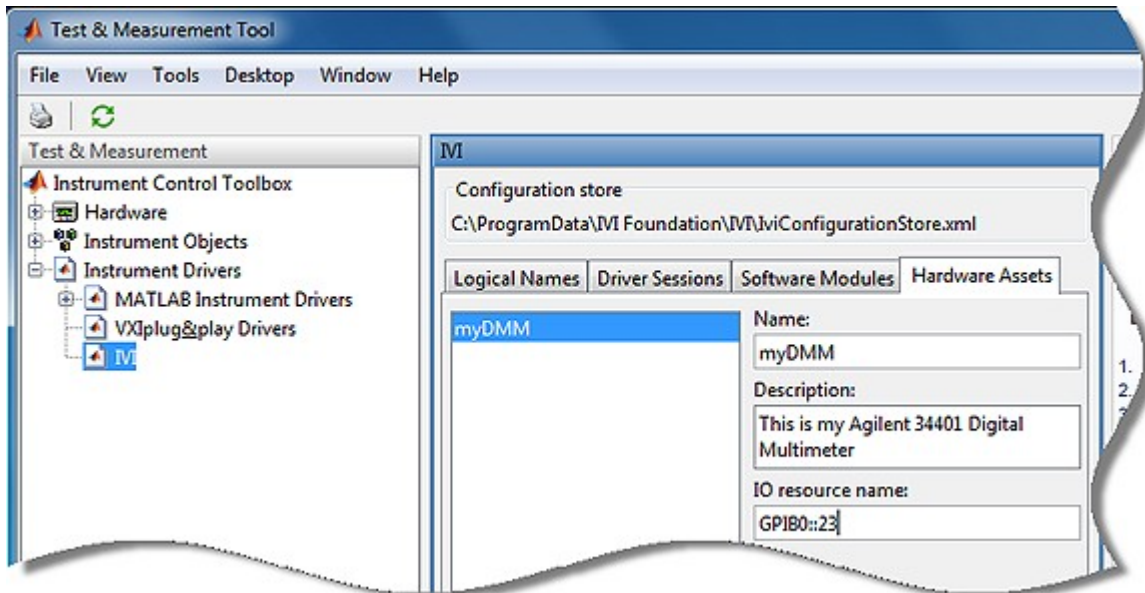 Test & Measurement Tool
File View Tools Desktop Window Help
Test & Measurement
Instrument Control Toolbox
Hardware
Instrument Objects
Instrument Drivers
MATLAB Instrument Drivers
VXIplug&play Drivers
IVI
IVI
Configuration store
C:\ProgramData\IVI Foundation\IVI\IviConfigurationStore.xml
Logical Names Driver Sessions Software Modules Hardware Assets
myDMM
Name:
myDMM
Description:
This is my Agilent 34401 Digital
Multimeter
IO resource name:
GPIB0::23
1.
2.